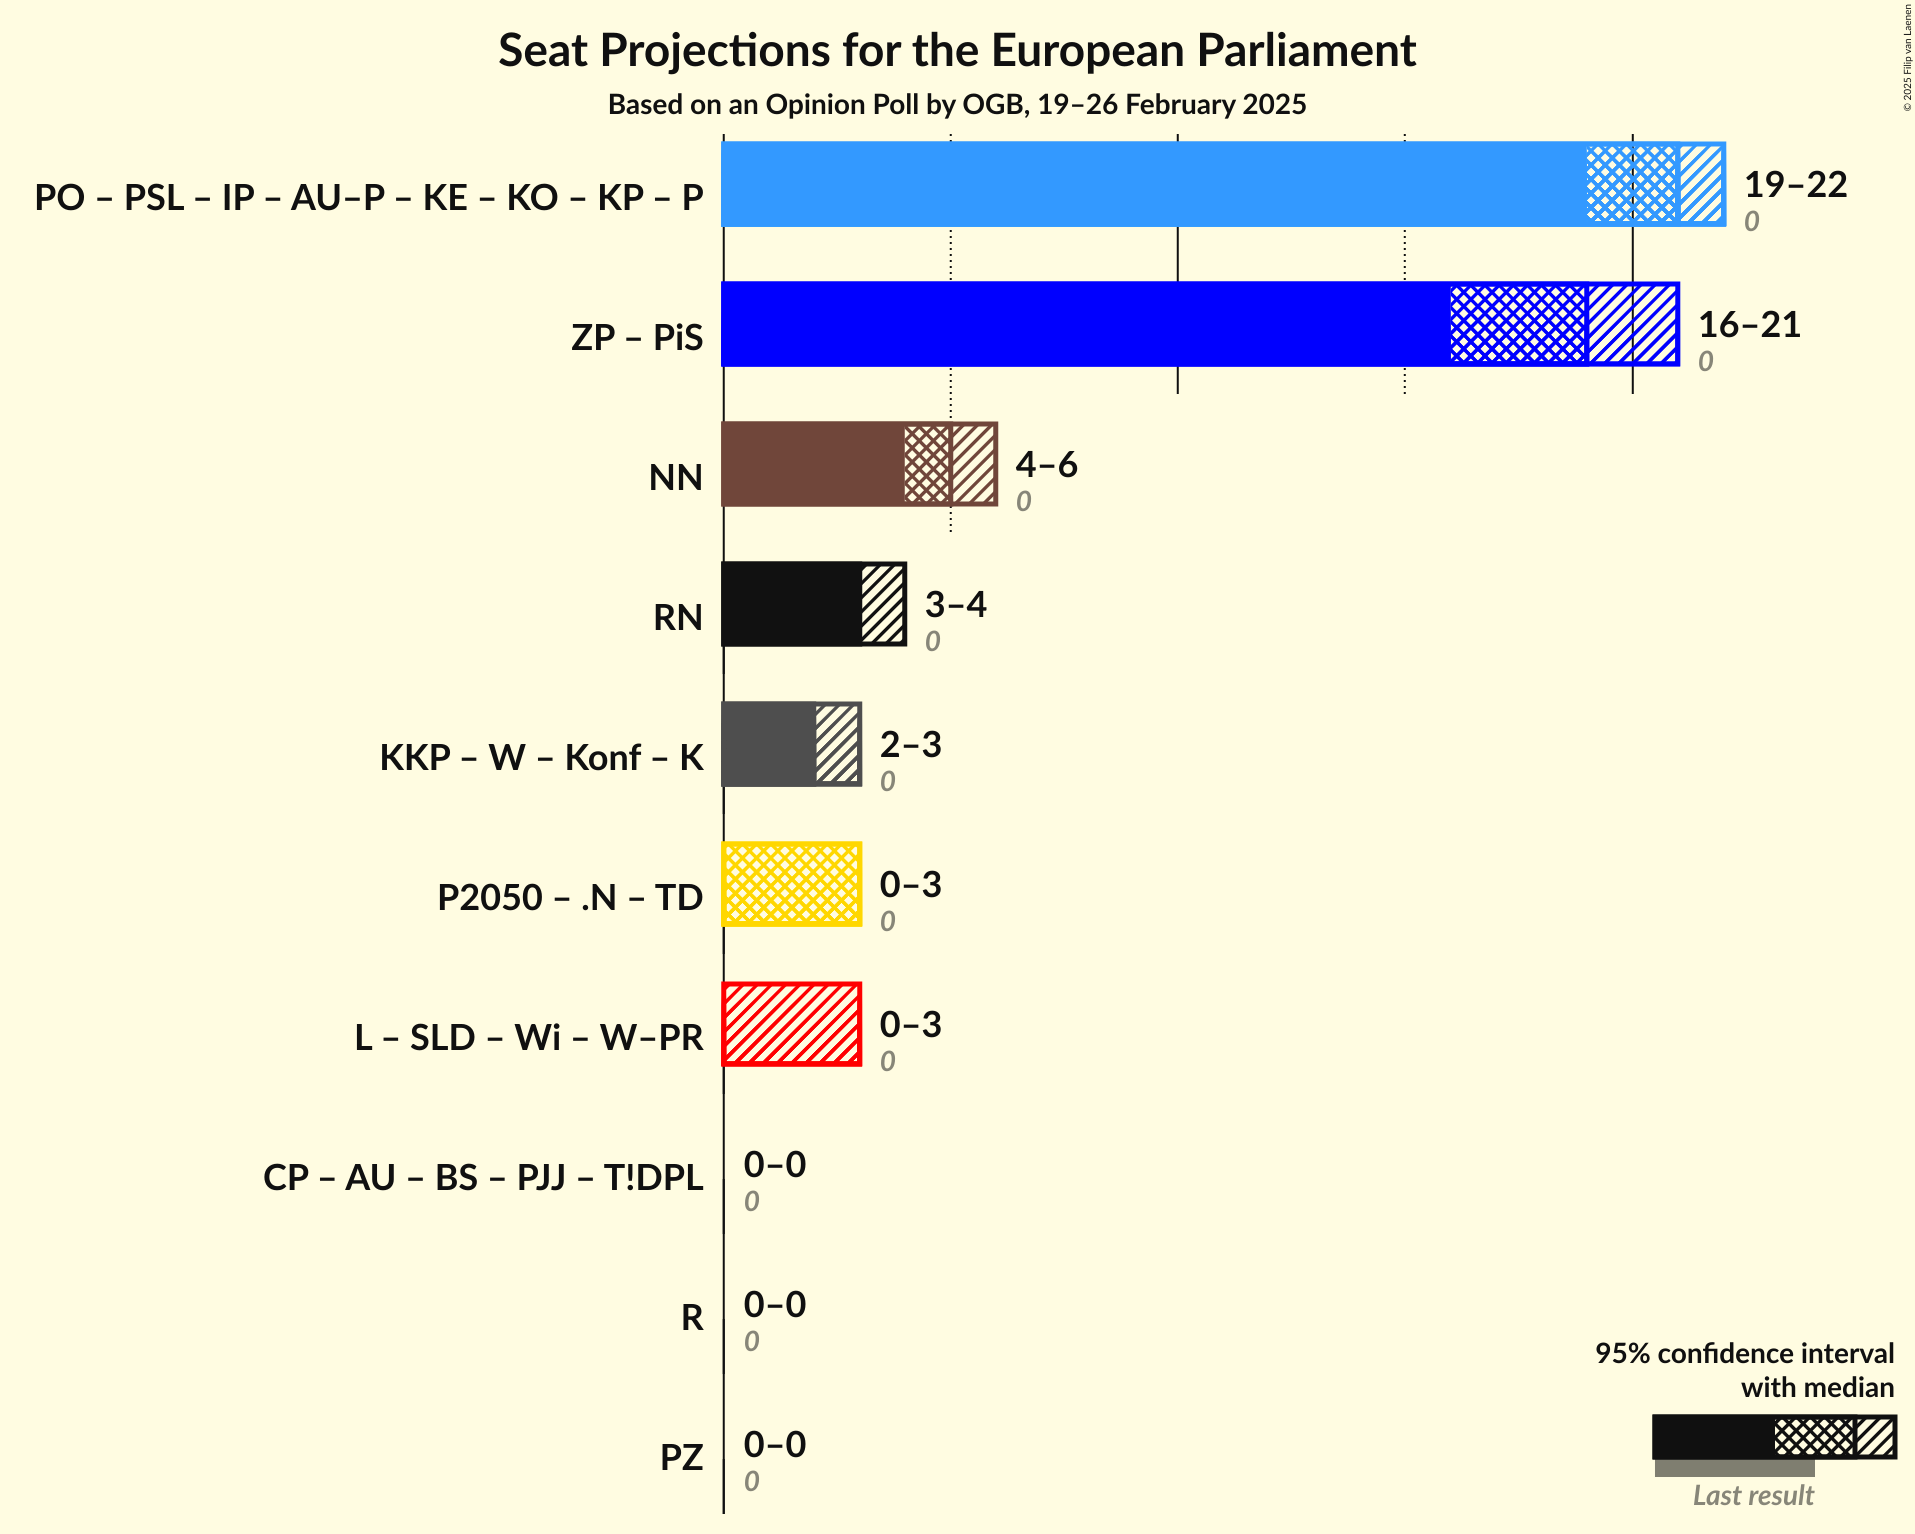 Seat Projections for the European Parliament
Based on an Opinion Poll by OGB, 19–26 February 2025
© 2025 Filip van Laenen
PO – PSL – IP – AU–P – KE – KO – KP – P
19–22
0
ZP – PiS
16–21
0
NN
4–6
0
RN
3–4
0
KKP – W – Konf – K
2–3
0
P2050 – .N – TD
0–3
0
L – SLD – Wi – W–PR
0–3
0
CP – AU – BS – PJJ – T!DPL
0–0
0
R
0–0
0
PZ
0–0
0
95% confidence interval
with median
Last result